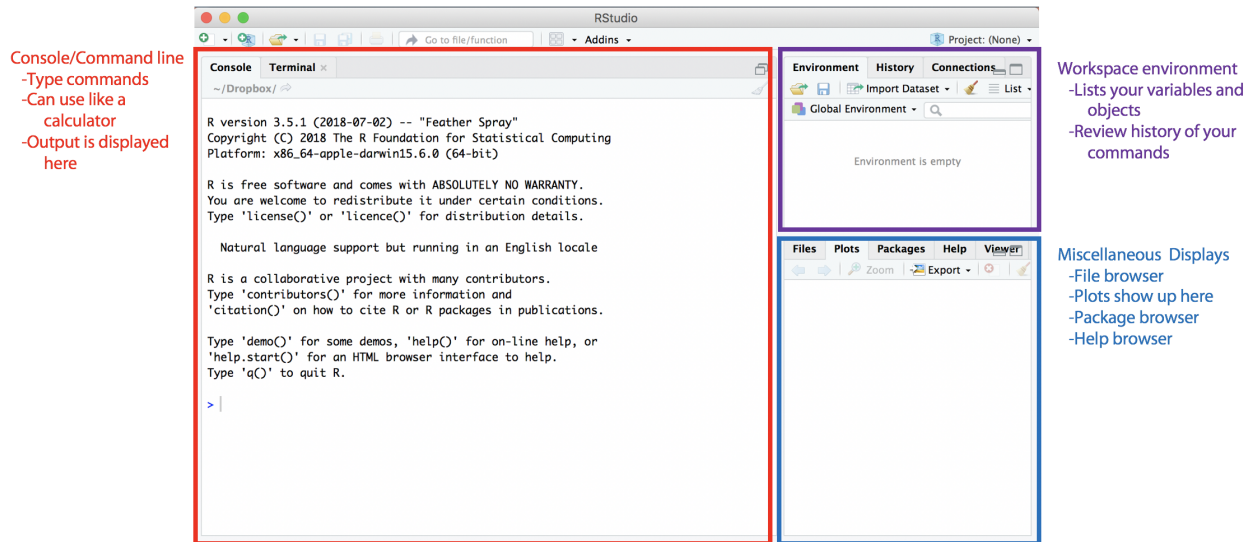 RStudio
Go to file/function
Addins
Project: (None)
Console/Command line
-Type commands
-Can use like a
calculator
-Output is displayed
here
Console Terminal
~/Dropbox/
R version 3.5.1 (2018-07-02) -- "Feather Spray"
Copyright (C) 2018 The R Foundation for Statistical Computing
Platform: x86_64-apple-darwin15.6.0 (64-bit)
R is free software and comes with ABSOLUTELY NO WARRANTY.
You are welcome to redistribute it under certain conditions.
Type 'license()' or 'licence()' for distribution details.
Natural language support but running in an English locale
R is a collaborative project with many contributors.
Type 'contributors()' for more information and
'citation()' on how to cite R or R packages in publications.
Type 'demo()' for some demos, 'help()' for on-line help, or
'help.start()' for an HTML browser interface to help.
Type 'q()' to quit R.
>
Environment History Connections
Import Dataset List
Global Environment
Environment is empty
Files Plots Packages Help Viewer
Zoom Export
Workspace environment
-Lists your variables and
objects
-Review history of your
commands
Miscellaneous Displays
-File browser
-Plots show up here
-Package browser
-Help browser